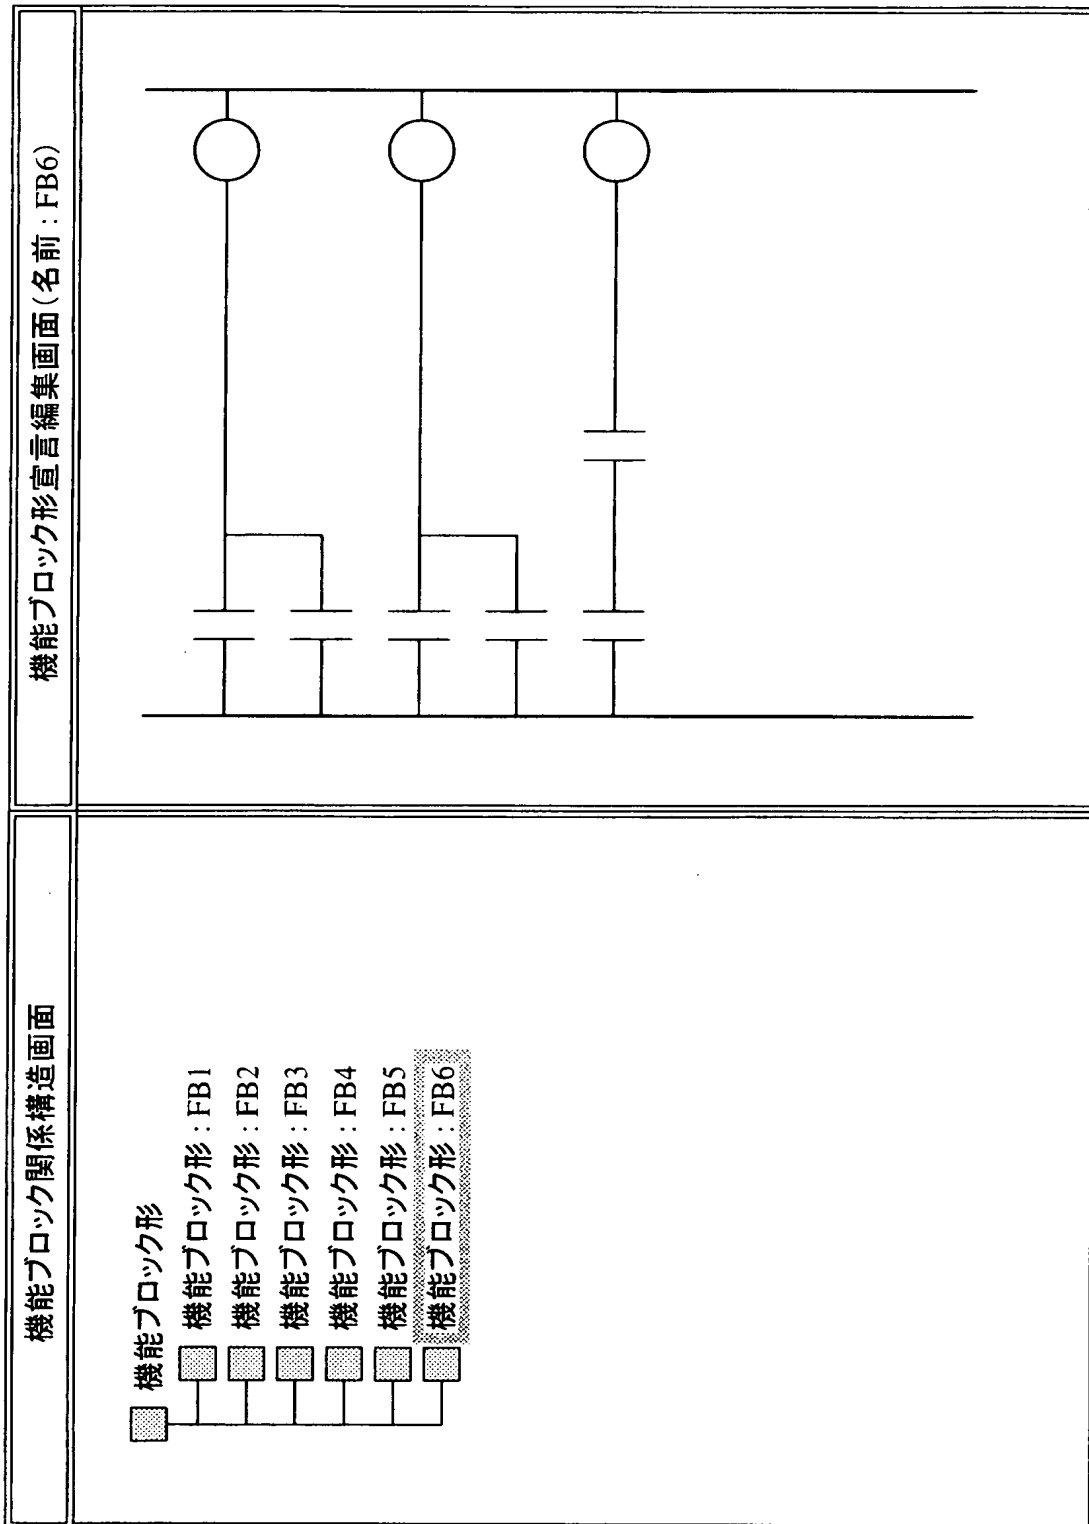 機能ブロック関係構造画面
機能ブロック形
機能ブロック形:FB1
機能ブロック形:FB2
機能ブロック形:FB3
機能ブロック形:FB4
機能ブロック形:FB5
機能ブロック形:FB6
機能ブロック形宣言編集画面(名前:FB6)